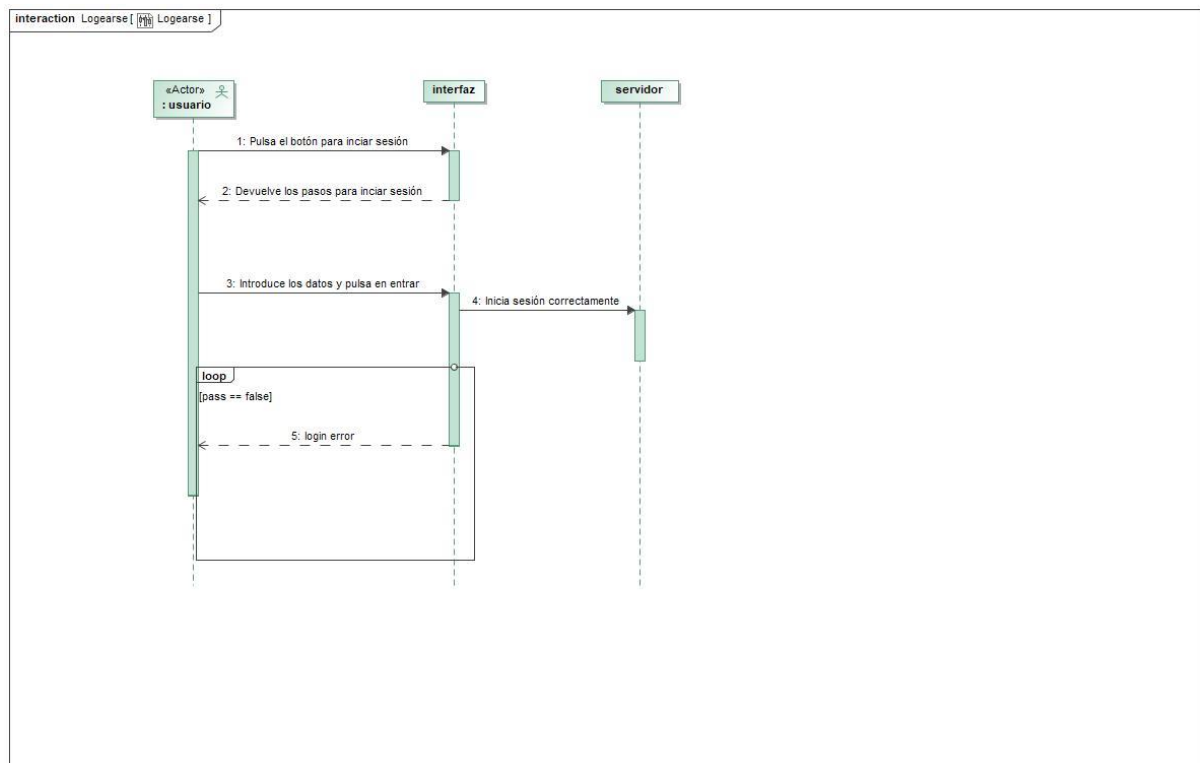 interaction Logearse [ Logearse ]
«Actor»
: usuario
interfaz
servidor
1: Pulsa el botón para inciar sesión
2: Devuelve los pasos para inciar sesión
3: Introduce los datos y pulsa en entrar
4: Inicia sesión correctamente
loop
[pass == false]
5: login error